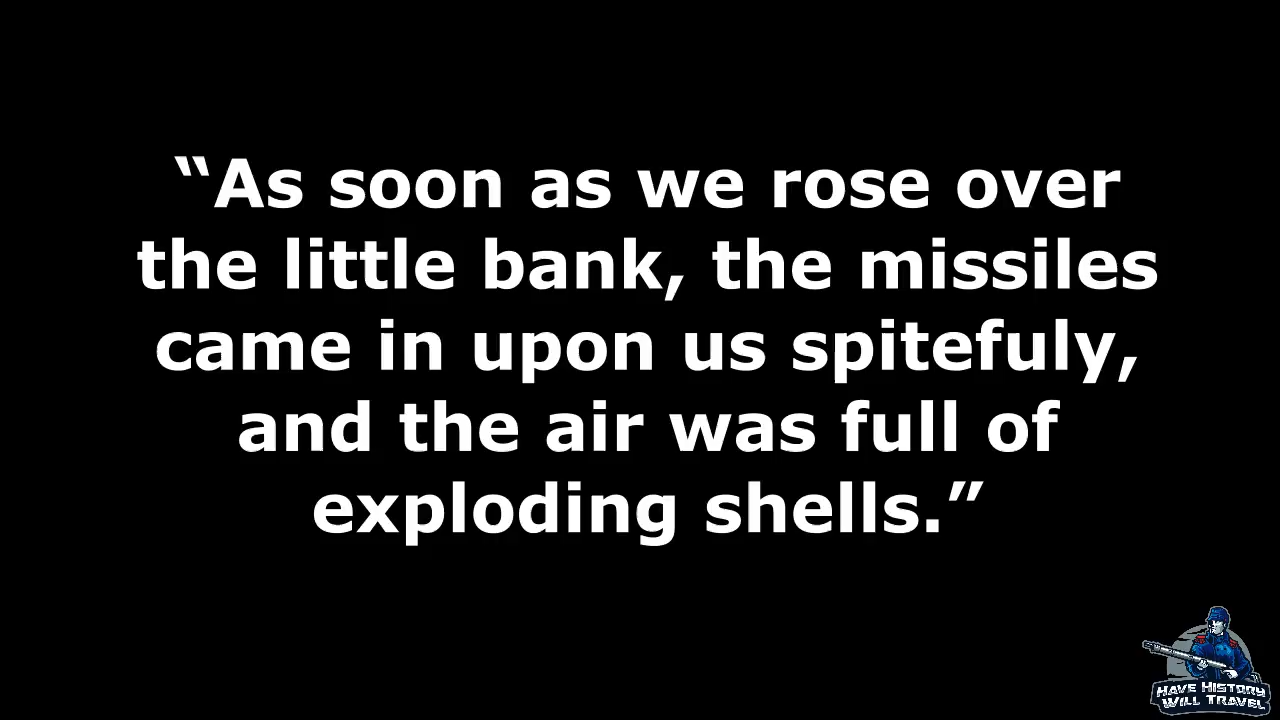 “As soon as we rose over
the little bank, the missiles
came in upon us spitefuly,
and the air was full of
exploding shells.”
HAVE HISTORY
WILL TRAVEL